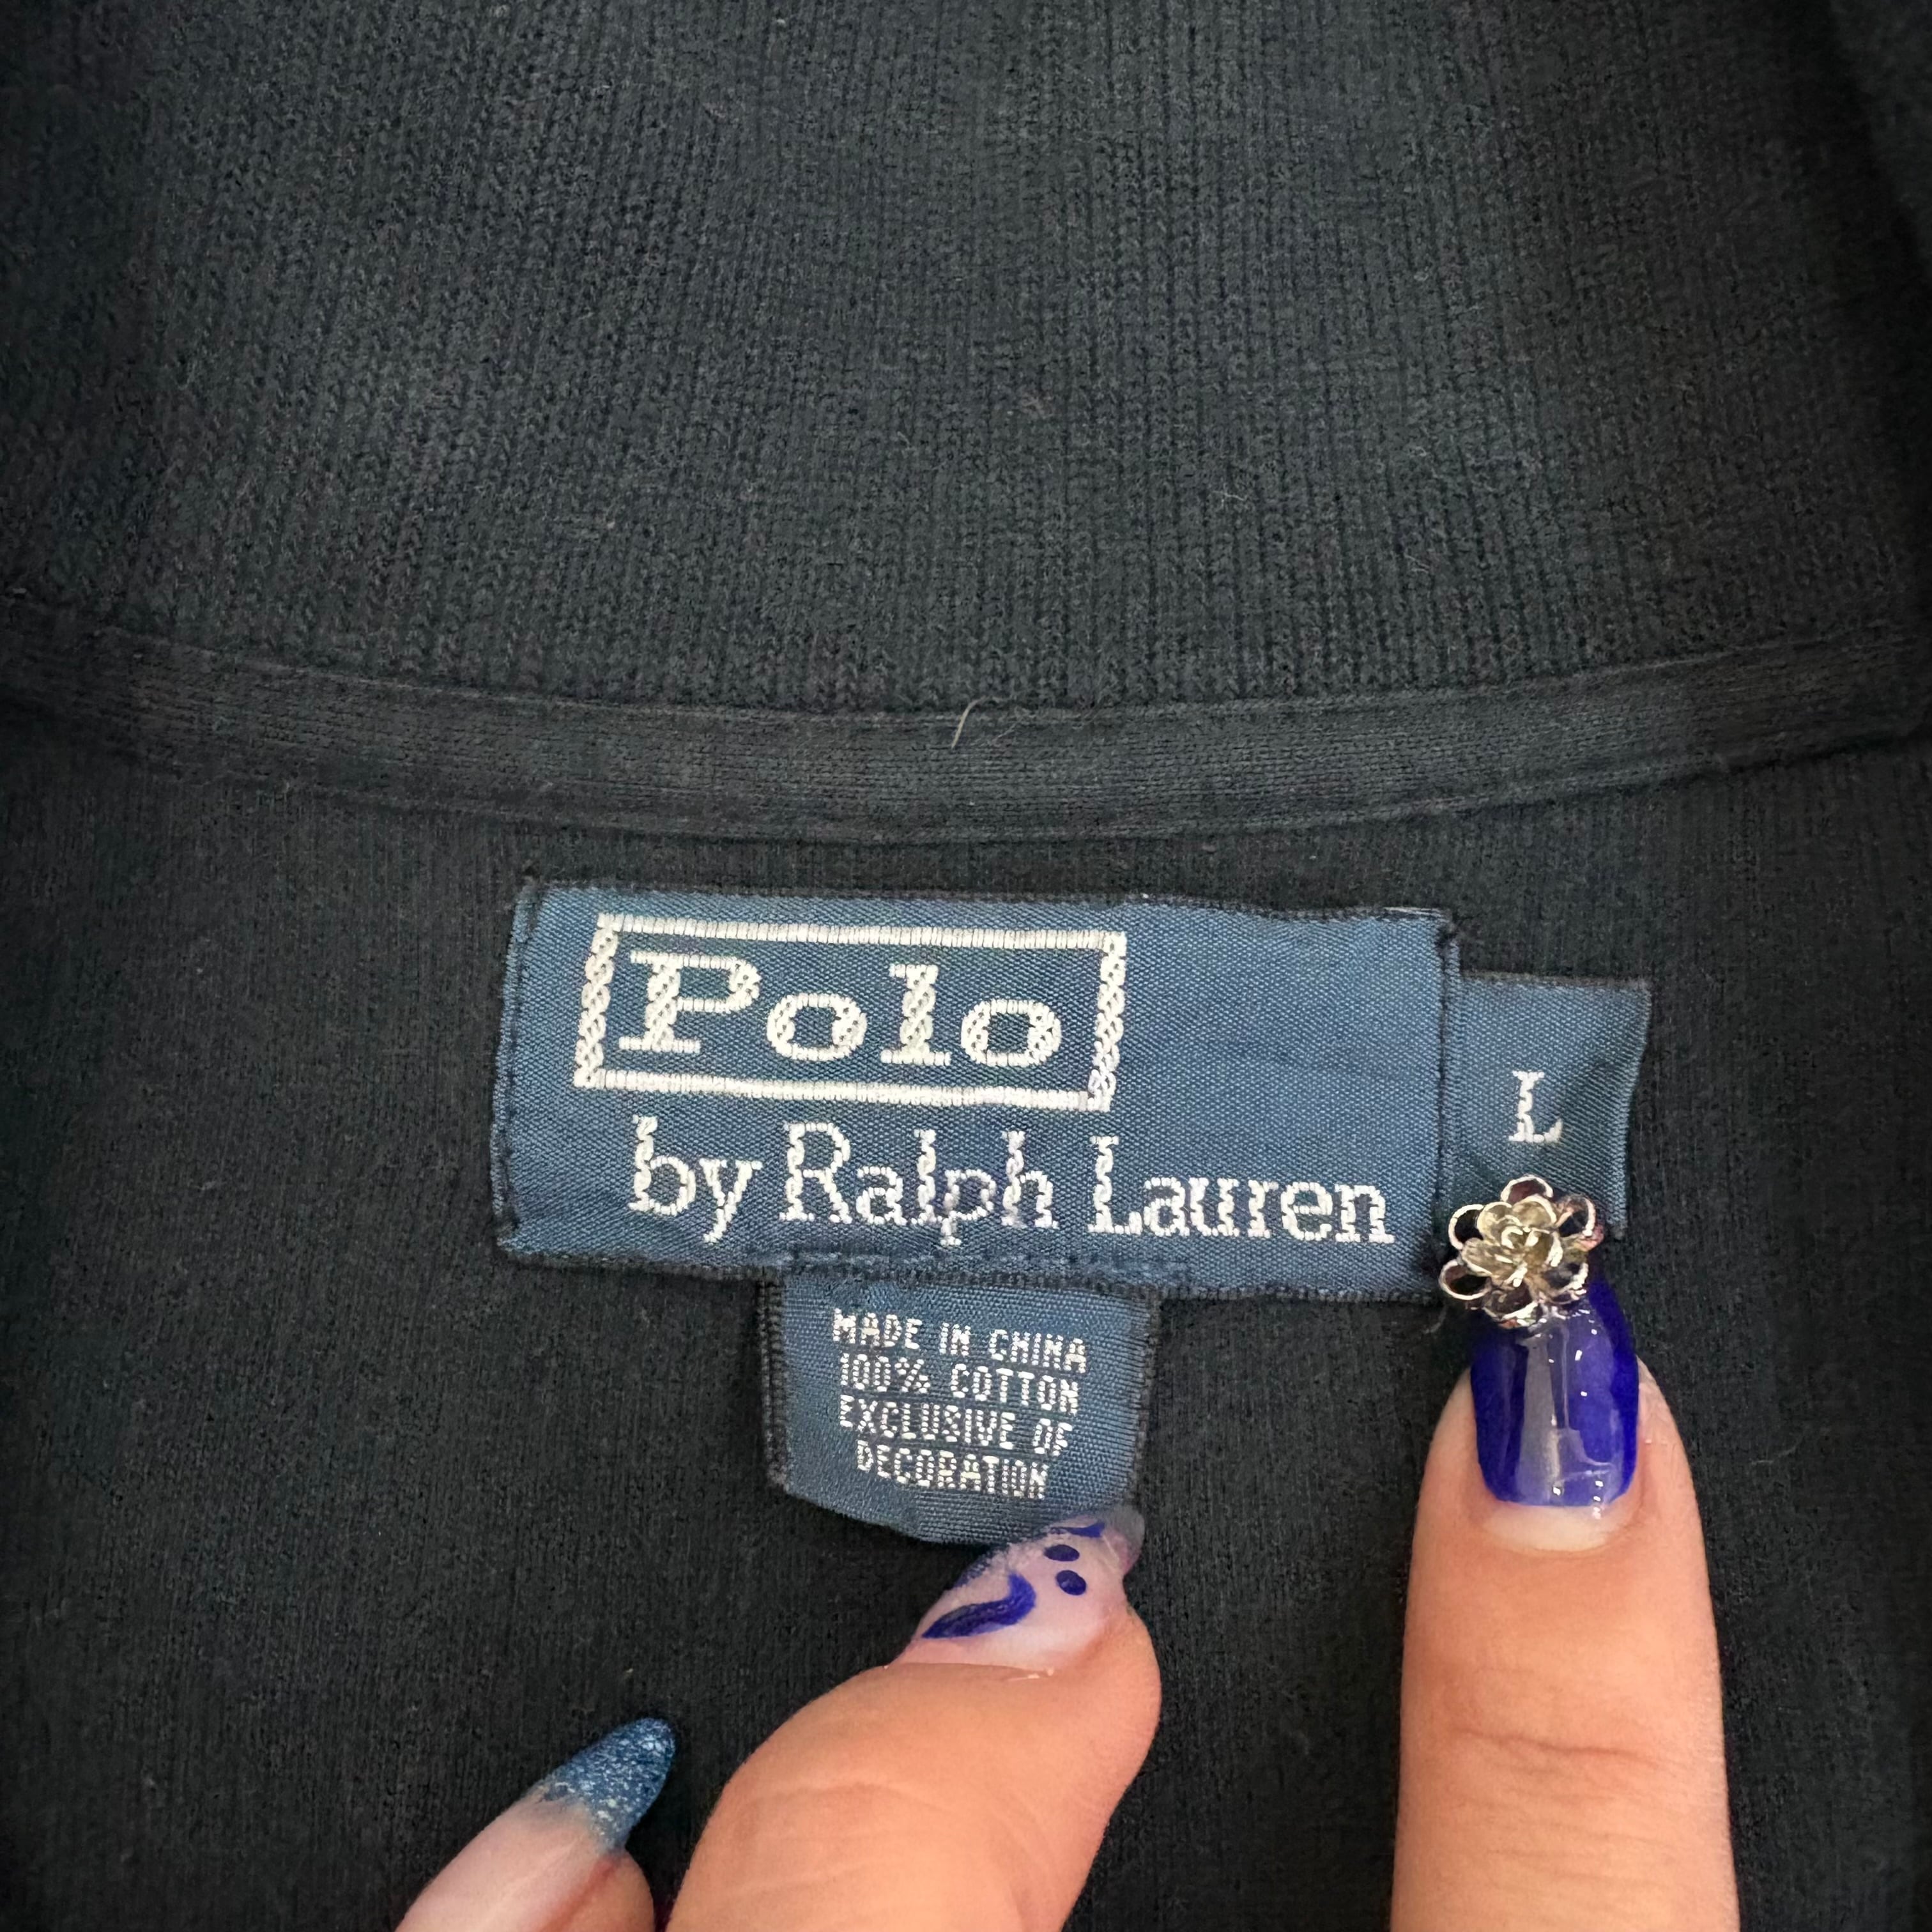 Polo
by Ralph Lauren
L
MADE IN CHINA
100% COTTON
EXCLUSIVE OF
DECORATION